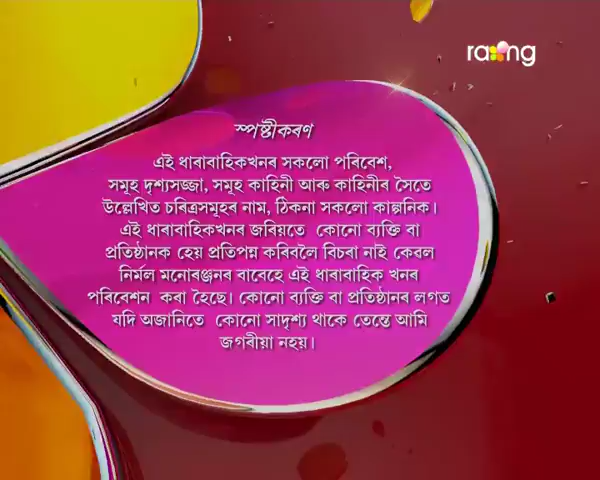 rang
স্পষ্টীকৰণ
এই ধাৰাবাহিকখনৰ সকলো পৰিবেশ,
সমূহ দৃশ্যসজ্জা, সমূহ কাহিনী আৰু কাহিনীৰ সৈতে
উল্লেখিত চৰিত্ৰসমূহৰ নাম, ঠিকনা সকলো কাল্পনিক।
এই ধাৰাবাহিকখনৰ জৰিয়তে কোনো ব্যক্তি বা
প্ৰতিষ্ঠানক হেয় প্ৰতিপন্ন কৰিবলৈ বিচৰা নাই কেৱল
নিৰ্মল মনোৰঞ্জনৰ বাবেহে এই ধাৰাবাহিক খনৰ
পৰিবেশন কৰা হৈছে। কোনো ব্যক্তি বা প্ৰতিষ্ঠানৰ লগত
যদি অজানিতে কোনো সাদৃশ্য থাকে তেন্তে আমি
জগৰীয়া নহয়।